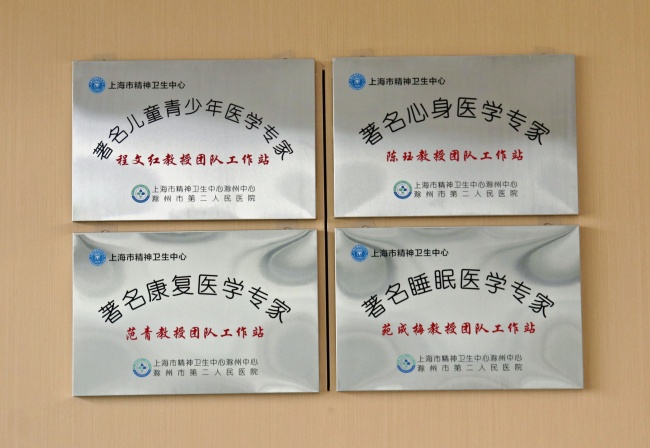 上海市精神卫生中心
著名儿童青少年医学专家
程文红教授团队工作站
上海市精神卫生中心滁州中心
滁州市第二人民医院
上海市精神卫生中心
著名心身医学专家
陈珏教授团队工作站
上海市精神卫生中心滁州中心
滁州市第二人民医院
上海市精神卫生中心
著名康复医学专家
范青教授团队工作站
上海市精神卫生中心滁州中心
滁州市第二人民医院
上海市精神卫生中心
著名睡眠医学专家
苑成梅教授团队工作站
上海市精神卫生中心滁州中心
滁州市第二人民医院